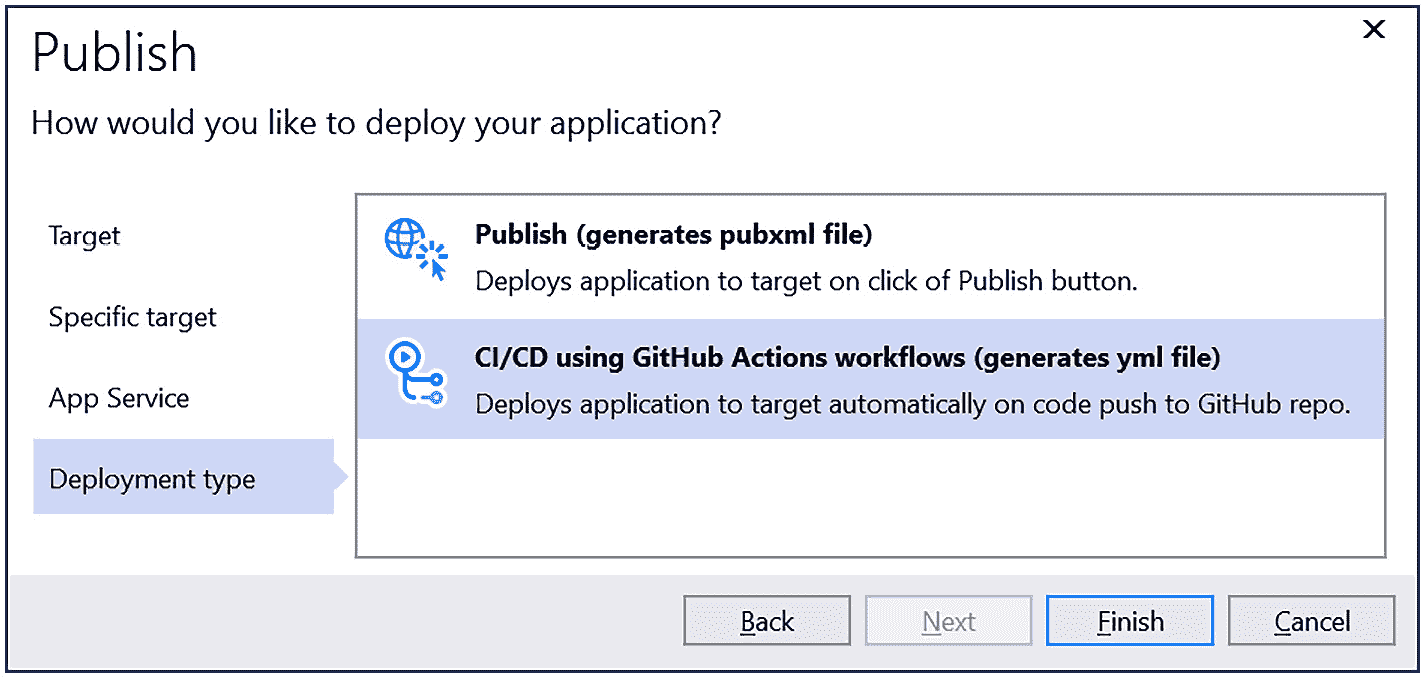 Publish
How would you like to deploy your application?
Target
Specific target
App Service
Deployment type
Publish (generates pubxml file)
Deploys application to target on click of Publish button.
CI/CD using GitHub Actions workflows (generates yml file)
Deploys application to target automatically on code push to GitHub repo.
Back
Next
Finish
Cancel